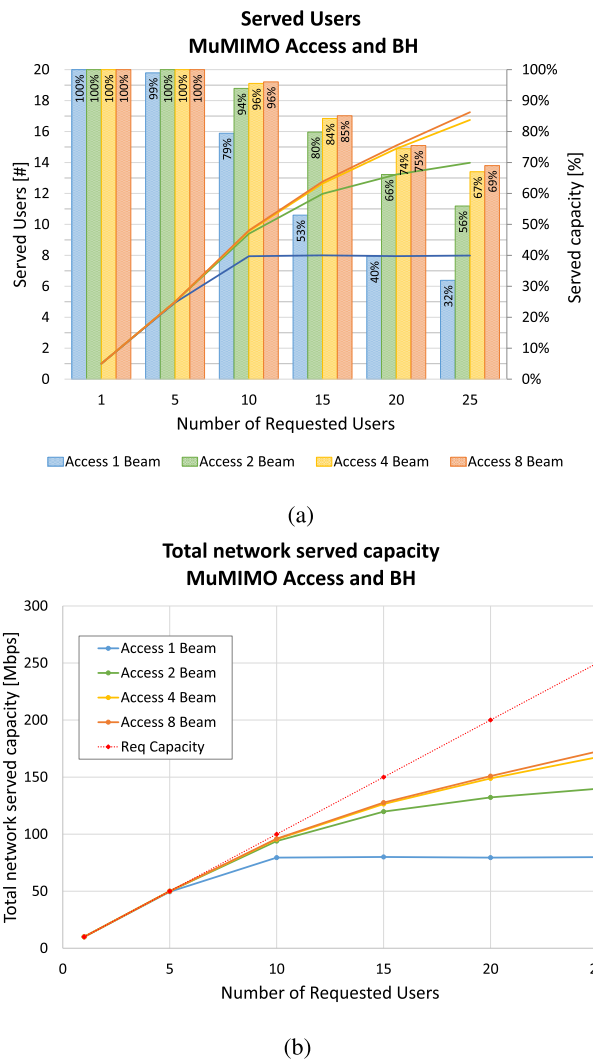 Served Users
MuMIMO Access and BH
Served Users [#]
20
18
16
14
12
10
8
6
4
2
0
100%
100%
100%
100%
99%
100%
100%
100%
79%
94%
96%
96%
53%
80%
84%
85%
40%
66%
74%
75%
32%
56%
67%
69%
100%
90%
80%
70%
60%
50%
40%
30%
20%
10%
0%
Served capacity [%]
1 5 10 15 20 25
Number of Requested Users
Access 1 Beam Access 2 Beam Access 4 Beam Access 8 Beam
(a)
Total network served capacity
MuMIMO Access and BH
Total network served capacity [Mbps]
300
250
200
150
100
50
0
Access 1 Beam
Access 2 Beam
Access 4 Beam
Access 8 Beam
Req Capacity
0 5 10 15 20 2
Number of Requested Users
(b)